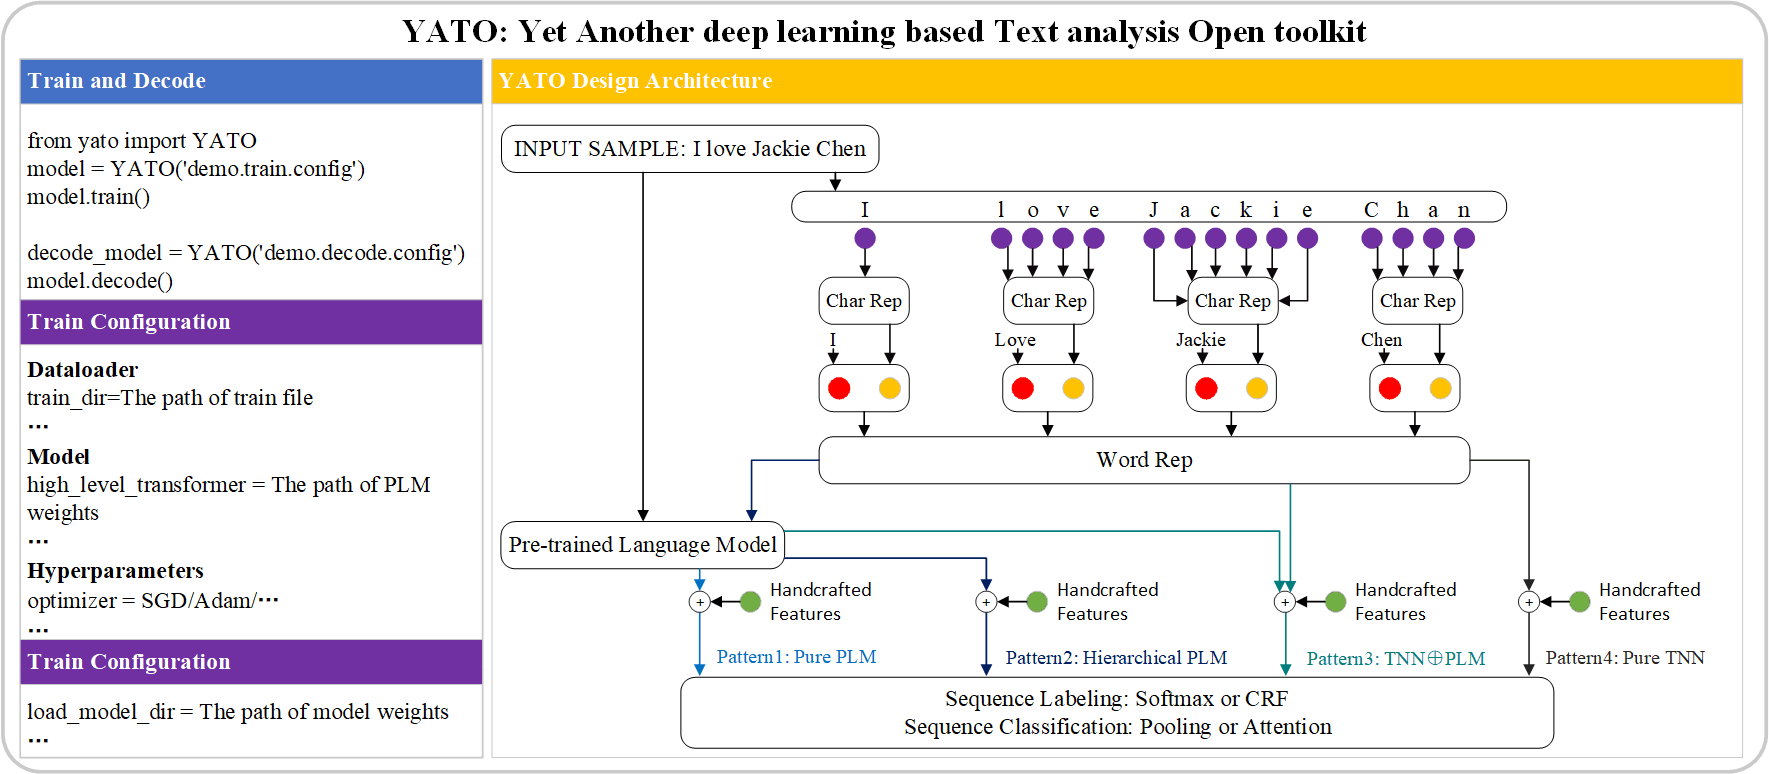 YATO: Yet Another deep learning based Text analysis Open toolkit
Train and Decode
from yato import YATO
model = YATO('demo.train.config')
model.train()
decode_model = YATO('demo.decode.config')
model.decode()
Train Configuration
Dataloader
train_dir=The path of train file
...
Model
high_level_transformer = The path of PLM
weights
...
Hyperparameters
optimizer = SGD/Adam/...
...
Train Configuration
load_model_dir = The path of model weights
...
YATO Design Architecture
INPUT SAMPLE: I love Jackie Chen
I l o v e J a c k i e C h a n
Char Rep Char Rep Char Rep Char Rep
I Love Jackie Chen
Word Rep
Pre-trained Language Model
+ Handcrafted Features
+ Handcrafted Features
+ Handcrafted Features
+ Handcrafted Features
Pattern1: Pure PLM
Pattern2: Hierarchical PLM
Pattern3: TNN⊕PLM
Pattern4: Pure TNN
Sequence Labeling: Softmax or CRF
Sequence Classification: Pooling or Attention